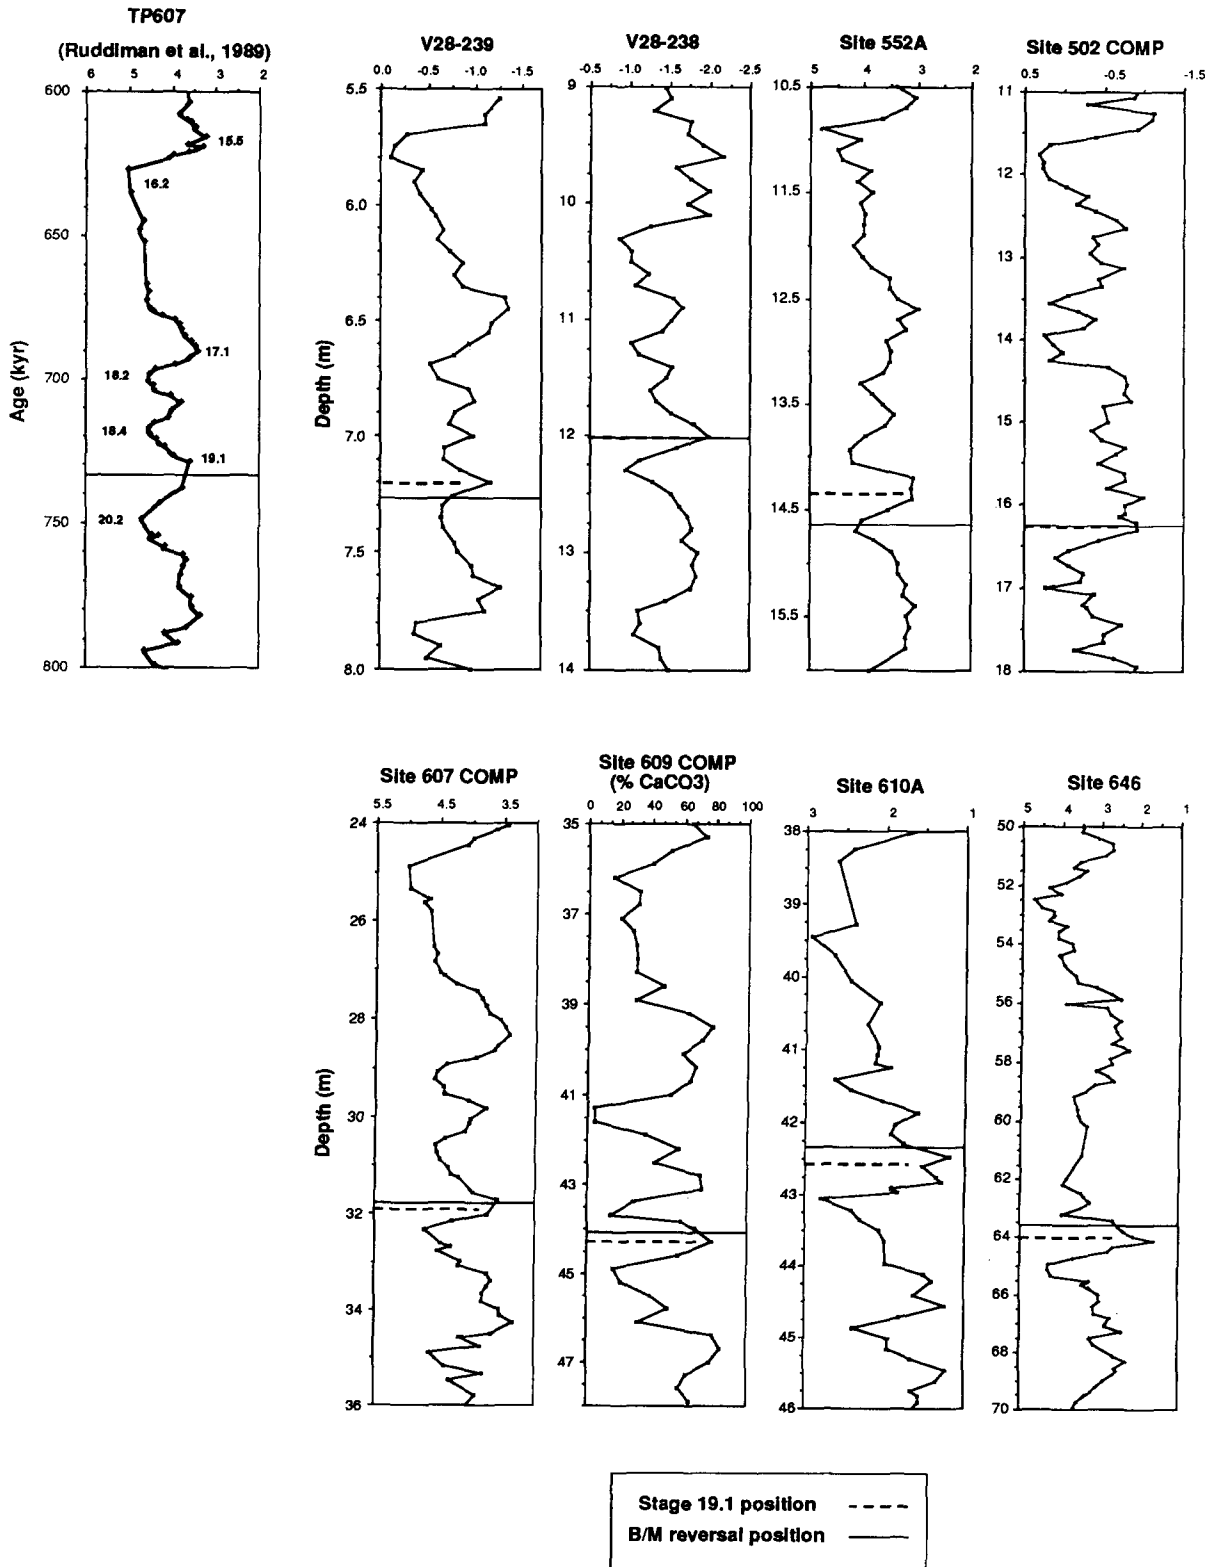 TP607
(Ruddiman et al., 1989)
6 5 4 3 2
600
650
700
750
800
Age (kyr)
15.5
16.2
17.1
18.2
18.4
19.1
20.2
V28-239
0.0 -0.5 -1.0 -1.5
5.5
6.0
6.5
7.0
7.5
8.0
Depth (m)
V28-238
-0.5 -1.0 -1.5 -2.0 -2.5
9
10
11
12
13
14
Site 552A
5 4 3 2
10.5
11.5
12.5
13.5
14.5
15.5
Site 502 COMP
0.5 -0.5 -1.5
11
12
13
14
15
16
17
18
Site 607 COMP
5.5 4.5 3.5
24
26
28
30
32
34
36
Depth (m)
Site 609 COMP
(% CaCO3)
0 20 40 60 80 100
35
37
39
41
43
45
47
Site 610A
3 2 1
38
39
40
41
42
43
44
45
46
Site 646
5 4 3 2 1
50
52
54
56
58
60
62
64
66
68
70
Stage 19.1 position
B/M reversal position